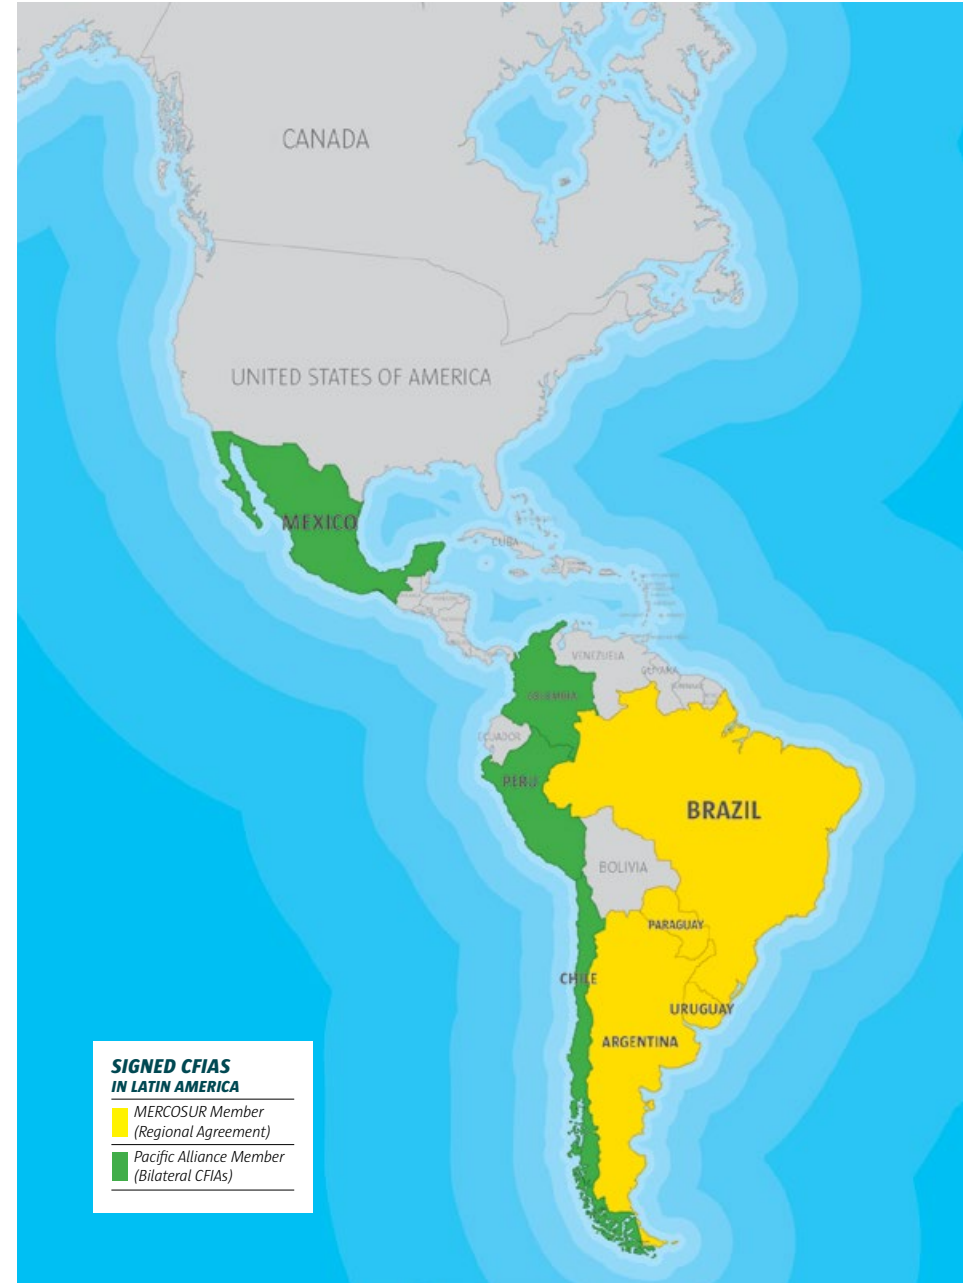 CANADA
UNITED STATES OF AMERICA
MEXICO
CUBA
VENEZUELA
GUYANA
COLOMBIA
ECUADOR
PERU
BRAZIL
BOLIVIA
PARAGUAY
CHILE
URUGUAY
ARGENTINA
SIGNED CFIAS
IN LATIN AMERICA
MERCOSUR Member
(Regional Agreement)
Pacific Alliance Member
(Bilateral CFIAs)